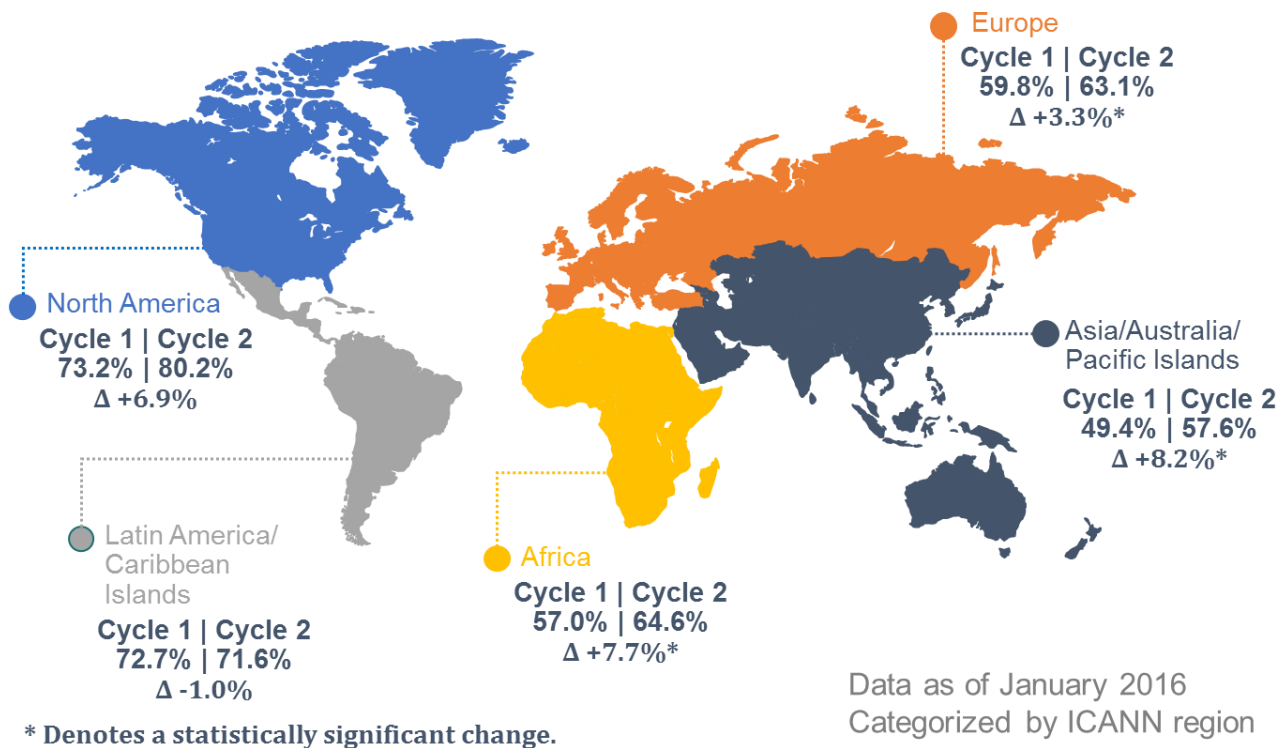 Europe
Cycle 1 | Cycle 2
59.8% | 63.1%
Δ +3.3%*
North America
Cycle 1 | Cycle 2
73.2% | 80.2%
Δ +6.9%
Asia/Australia/
Pacific Islands
Cycle 1 | Cycle 2
49.4% | 57.6%
Δ +8.2%*
Latin America/
Caribbean
Islands
Cycle 1 | Cycle 2
72.7% | 71.6%
Δ -1.0%
Africa
Cycle 1 | Cycle 2
57.0% | 64.6%
Δ +7.7%*
Data as of January 2016
Categorized by ICANN region
* Denotes a statistically significant change.